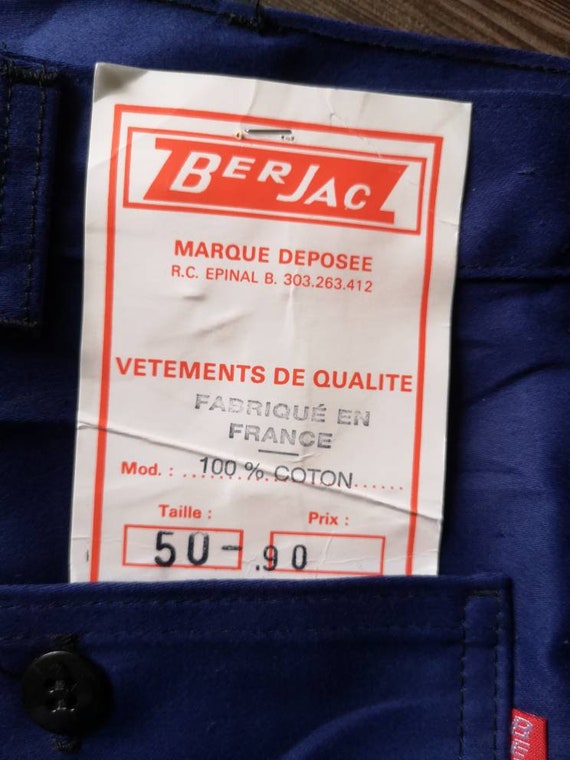 BERJAC
MARQUE DEPOSEE
R.C. EPINAL B. 303.263.412
VETEMENTS DE QUALITE
FABRIQUÉ EN
FRANCE
Mod. : 100 % COTON......
Taille : Prix :
50-.90